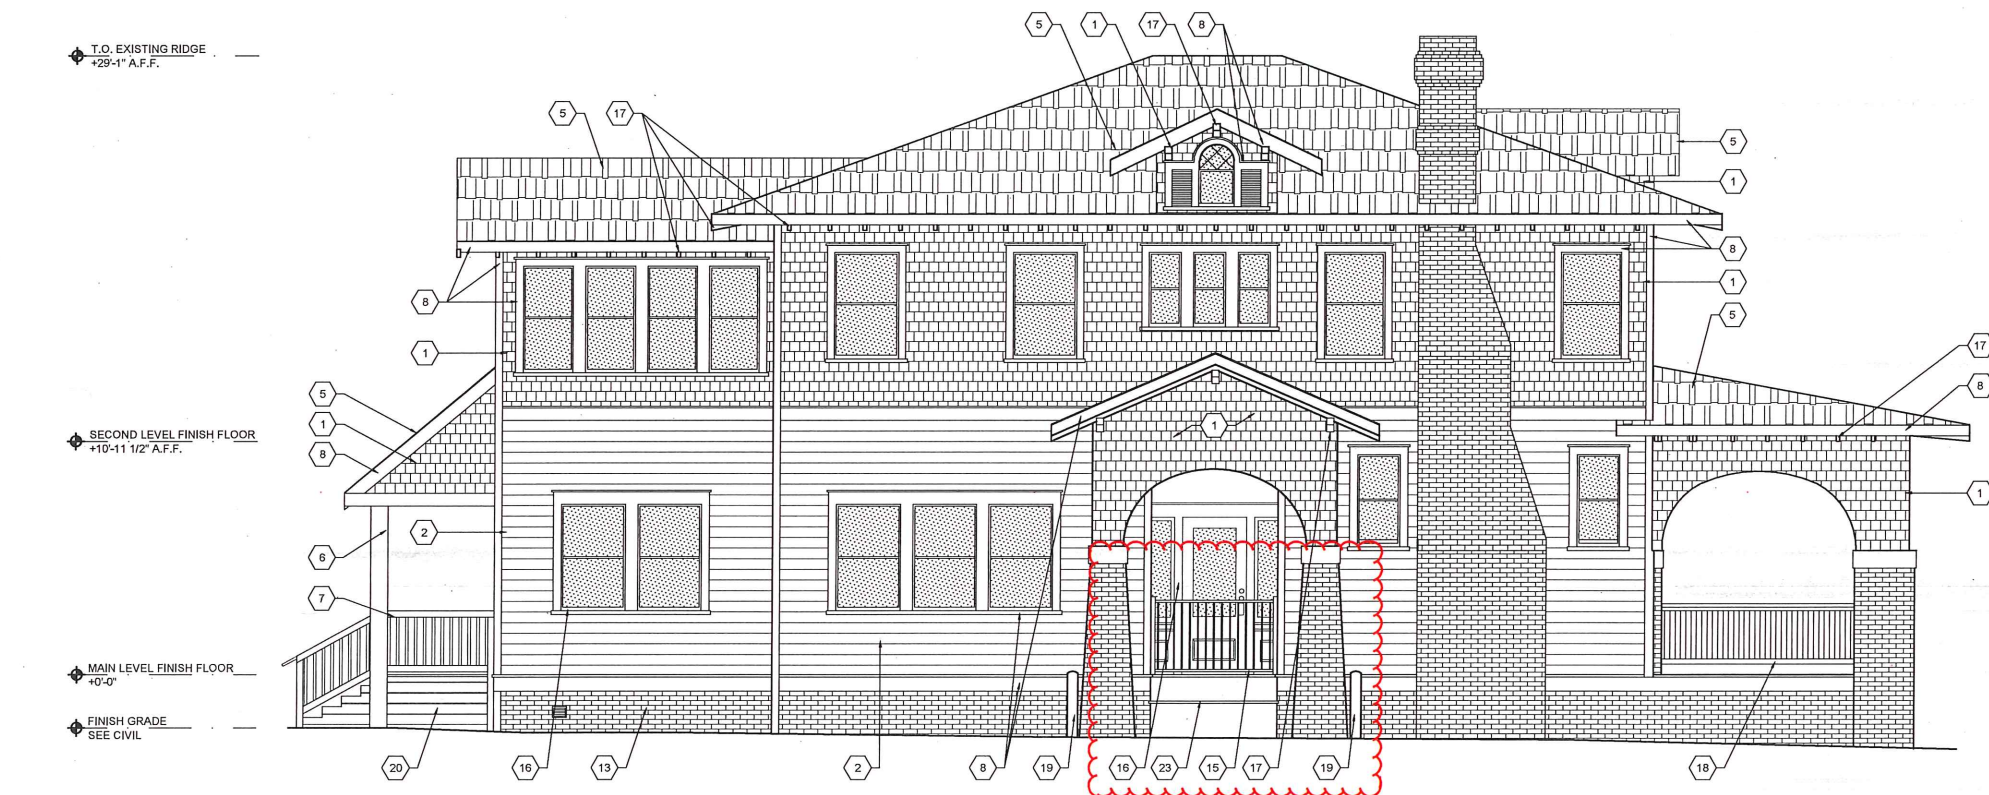 5 1 17 8
T.O. EXISTING RIDGE
+29'-1" A.F.F.
5 17
5
1
8
8
1
1
5
17
5
8
1
1
SECOND LEVEL FINISH FLOOR
+10'-11 1/2" A.F.F.
8
1
2
6
7
MAIN LEVEL FINISH FLOOR
+0'-0"
FINISH GRADE
SEE CIVIL
20 16 13 2 8 19 16 23 15 17 19 18